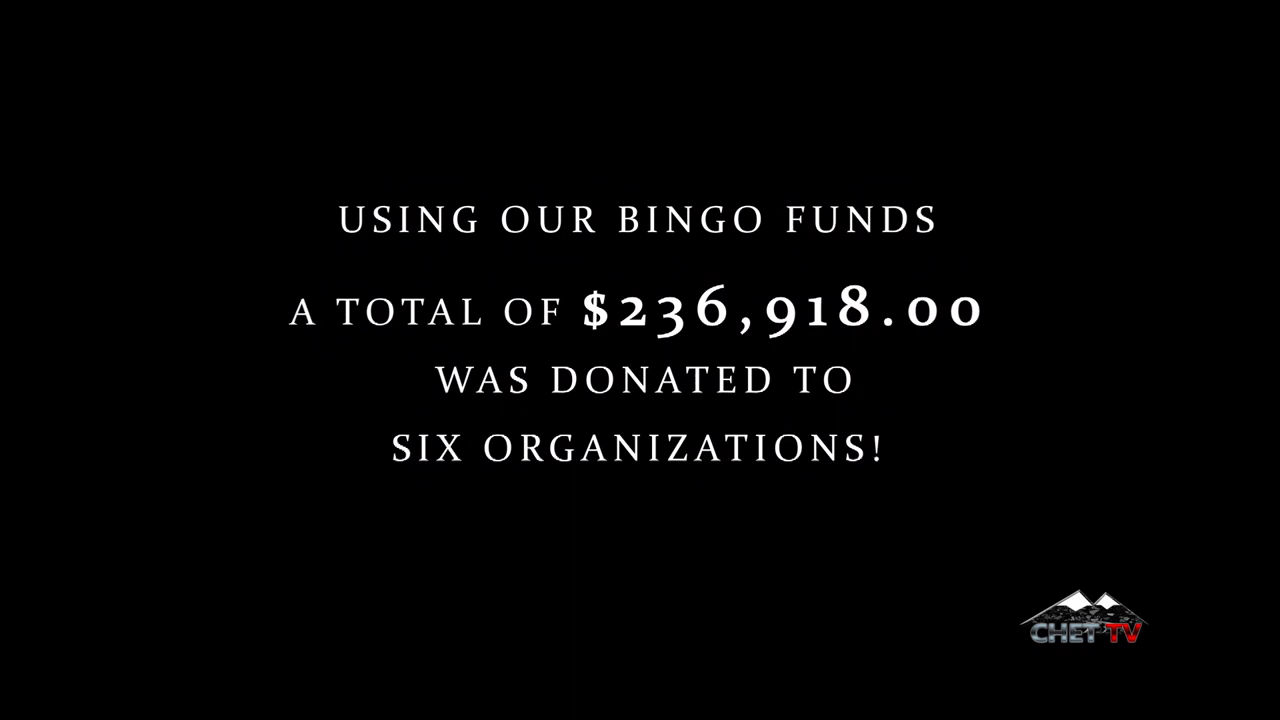 USING OUR BINGO FUNDS
A TOTAL OF $236,918.00
WAS DONATED TO
SIX ORGANIZATIONS!
CHET TV